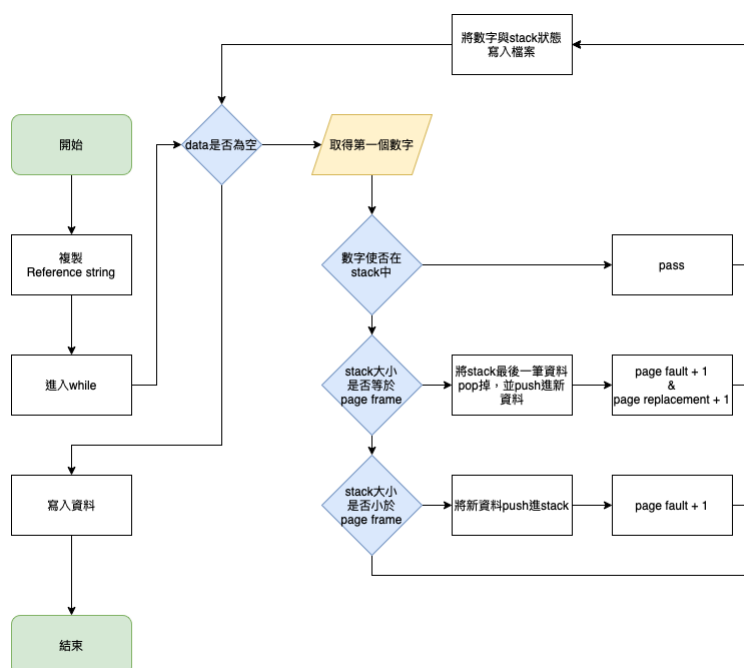 將數字與stack狀態
寫入檔案
開始
data是否為空
取得第一個數字
複製
Reference string
數字使否在
stack中
pass
進入while
stack大小
是否等於
page frame
將stack最後一筆資料
pop掉，並push進新
資料
page fault + 1
&
page replacement + 1
寫入資料
stack大小
是否小於
page frame
將新資料push進stack
page fault + 1
結束